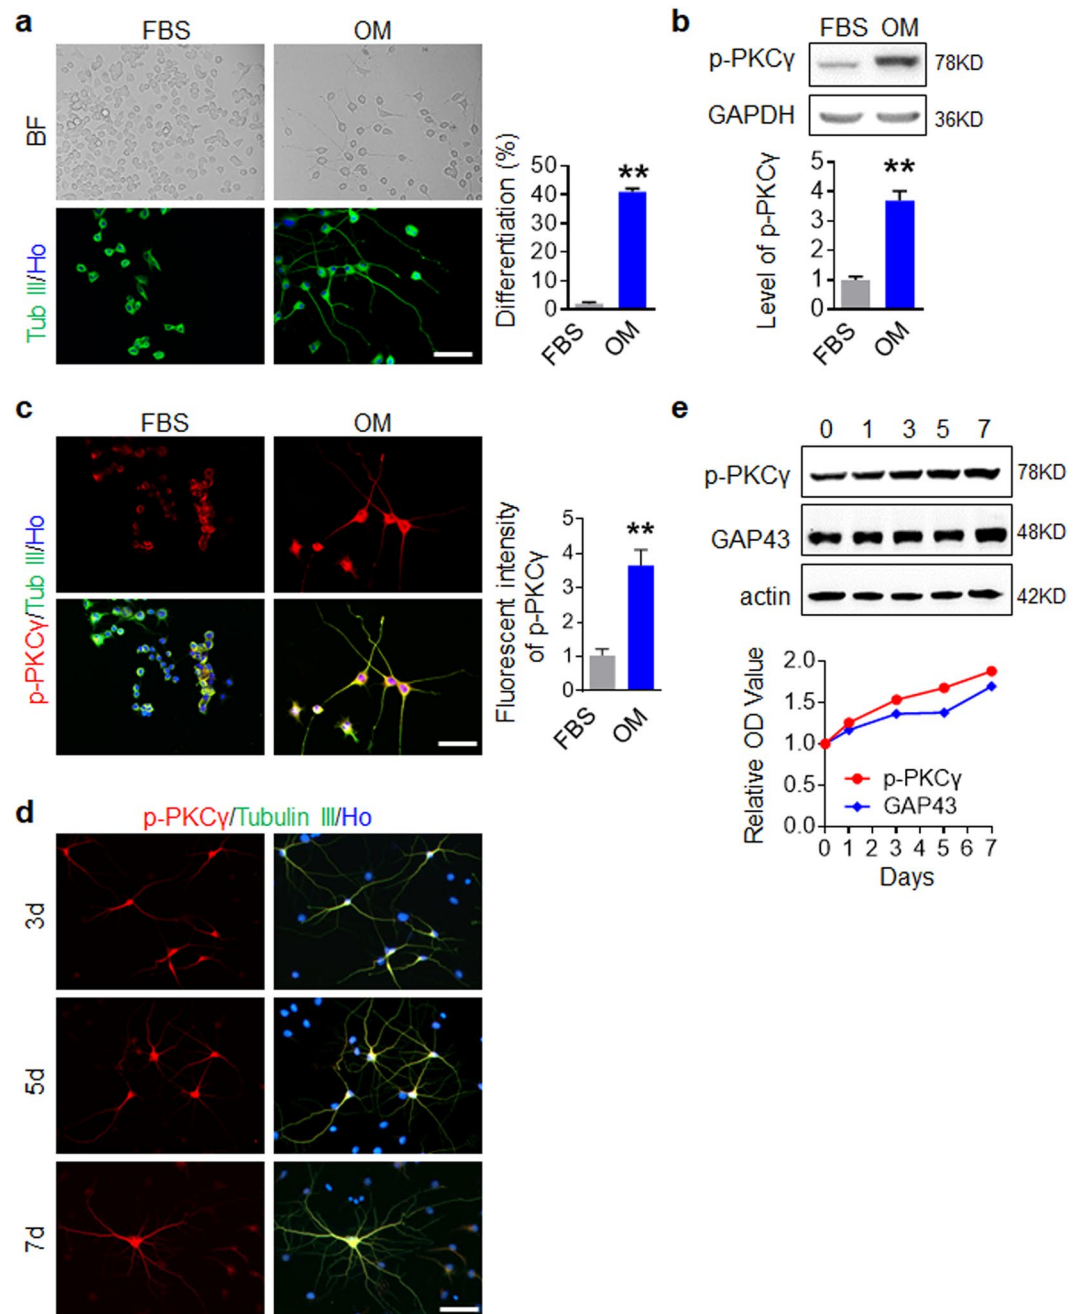 a
FBS OM
BF
Tub III/Ho
Differentiation (%)
50
40
30
20
10
0
**
FBS
OM
b
FBS OM
p-PKCγ 78KD
GAPDH 36KD
Level of p-PKCγ
5
4
3
2
1
0
**
FBS
OM
c
FBS OM
p-PKCγ/Tub III/Ho
Fluorescent intensity
of p-PKCγ
5
4
3
2
1
0
**
FBS
OM
d
p-PKCγ/Tubulin III/Ho
3d
5d
7d
e
0 1 3 5 7
p-PKCγ 78KD
GAP43 48KD
actin 42KD
Relative OD Value
2.0
1.5
1.0
0.5
0.0
p-PKCγ
GAP43
0 1 2 3 4 5 6 7
Days